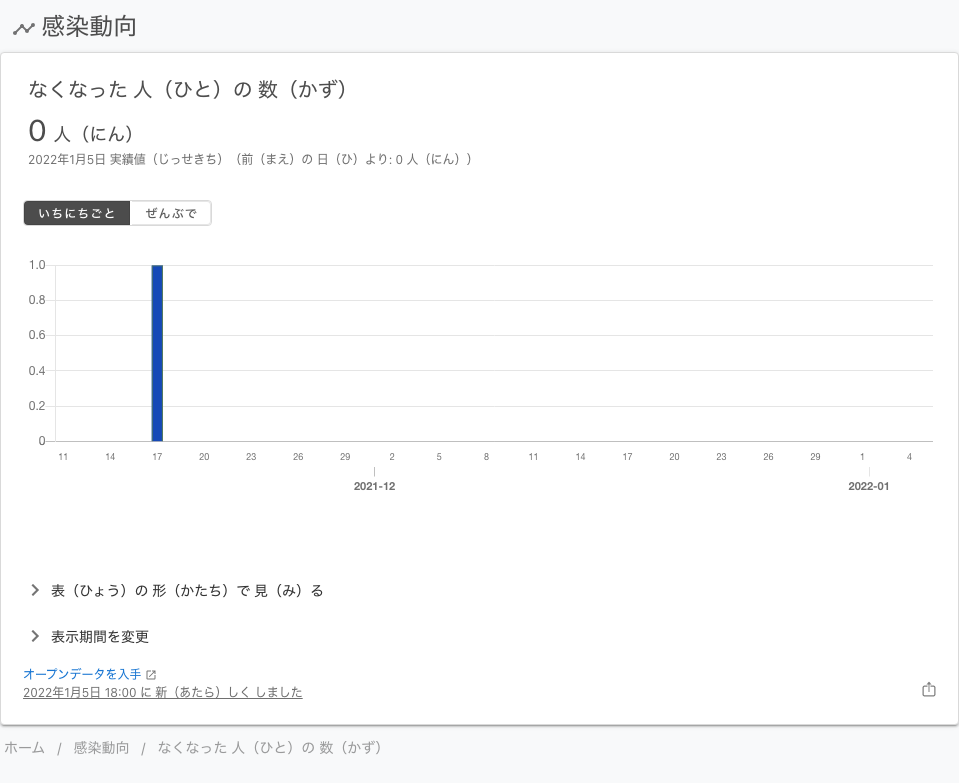 感染動向
なくなった 人（ひと）の 数（かず）
0 人（にん）
2022年1月5日 実績値（じっせきち）（前（まえ）の 日（ひ）より: 0 人（にん））
いちにちごと ぜんぶで
1.0
0.8
0.6
0.4
0.2
0
11 14 17 20 23 26 29 2 5 8 11 14 17 20 23 26 29 1 4
2021-12 2022-01
表（ひょう）の 形（かたち）で 見（み）る
表示期間を変更
オープンデータを入手
2022年1月5日 18:00 に 新（あたら）しく しました
ホーム / 感染動向 / なくなった 人（ひと）の 数（かず）